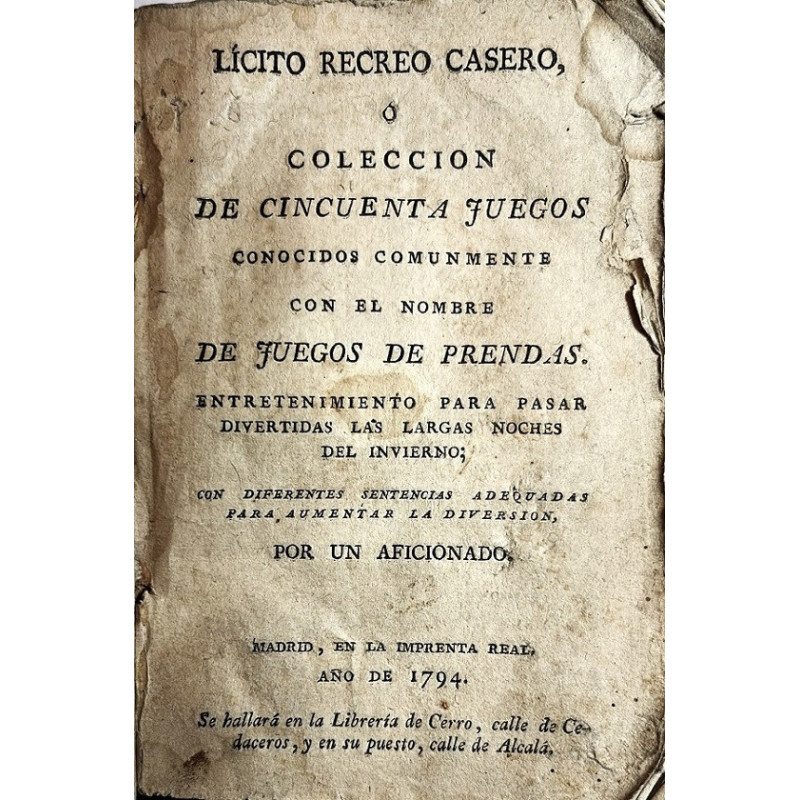 LÍCITO RECREO CASERO,
Ó
COLECCION
DE CINCUENTA JUEGOS
CONOCIDOS COMUNMENTE
CON EL NOMBRE
DE JUEGOS DE PRENDAS.
ENTRETENIMIENTO PARA PASAR
DIVERTIDAS LAS LARGAS NOCHES
DEL INVIERNO;
CON DIFERENTES SENTENCIAS ADEQUADAS
PARA AUMENTAR LA DIVERSION,
POR UN AFICIONADO.
MADRID, EN LA IMPRENTA REAL,
AÑO DE 1794.
Se hallará en la Librería de Cerro, calle de Ce-
daceros, y en su puesto, calle de Alcalá,